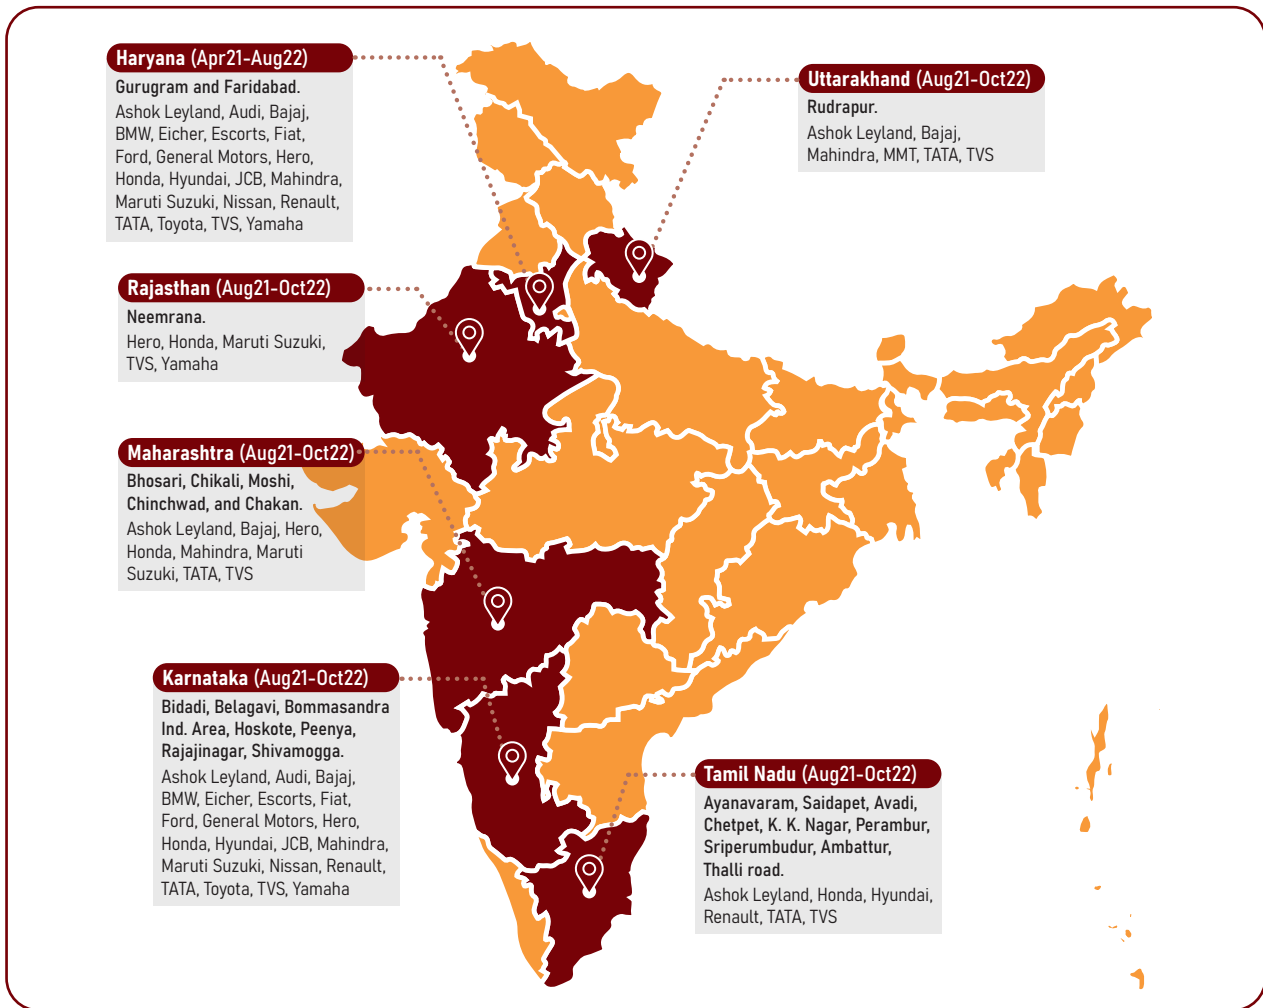 Haryana (Apr21-Aug22)
Gurugram and Faridabad.
Ashok Leyland, Audi, Bajaj,
BMW, Eicher, Escorts, Fiat,
Ford, General Motors, Hero,
Honda, Hyundai, JCB, Mahindra,
Maruti Suzuki, Nissan, Renault,
TATA, Toyota, TVS, Yamaha
Uttarakhand (Aug21-Oct22)
Rudrapur.
Ashok Leyland, Bajaj,
Mahindra, MMT, TATA, TVS
Rajasthan (Aug21-Oct22)
Neemrana.
Hero, Honda, Maruti Suzuki,
TVS, Yamaha
Maharashtra (Aug21-Oct22)
Bhosari, Chikali, Moshi,
Chinchwad, and Chakan.
Ashok Leyland, Bajaj, Hero,
Honda, Mahindra, Maruti
Suzuki, TATA, TVS
Karnataka (Aug21-Oct22)
Bidadi, Belagavi, Bommasandra
Ind. Area, Hoskote, Peenya,
Rajajinagar, Shivamogga.
Ashok Leyland, Audi, Bajaj,
BMW, Eicher, Escorts, Fiat,
Ford, General Motors, Hero,
Honda, Hyundai, JCB, Mahindra,
Maruti Suzuki, Nissan, Renault,
TATA, Toyota, TVS, Yamaha
Tamil Nadu (Aug21-Oct22)
Ayanavaram, Saidapet, Avadi,
Chetpet, K. K. Nagar, Perambur,
Sriperumbudur, Ambattur,
Thalli road.
Ashok Leyland, Honda, Hyundai,
Renault, TATA, TVS